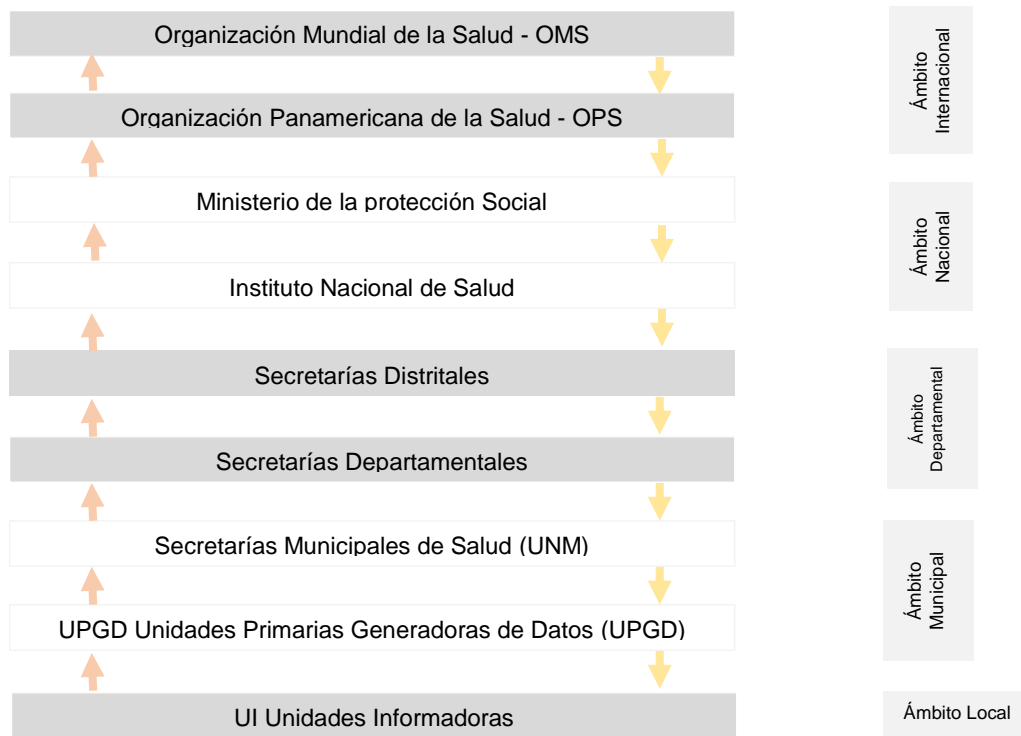 Organización Mundial de la Salud - OMS
Organización Panamericana de la Salud - OPS
Ámbito
Internacional
Ministerio de la protección Social
Instituto Nacional de Salud
Ámbito
Nacional
Secretarías Distritales
Secretarías Departamentales
Ámbito
Departamental
Secretarías Municipales de Salud (UNM)
UPGD Unidades Primarias Generadoras de Datos (UPGD)
Ámbito
Municipal
UI Unidades Informadoras
Ámbito Local